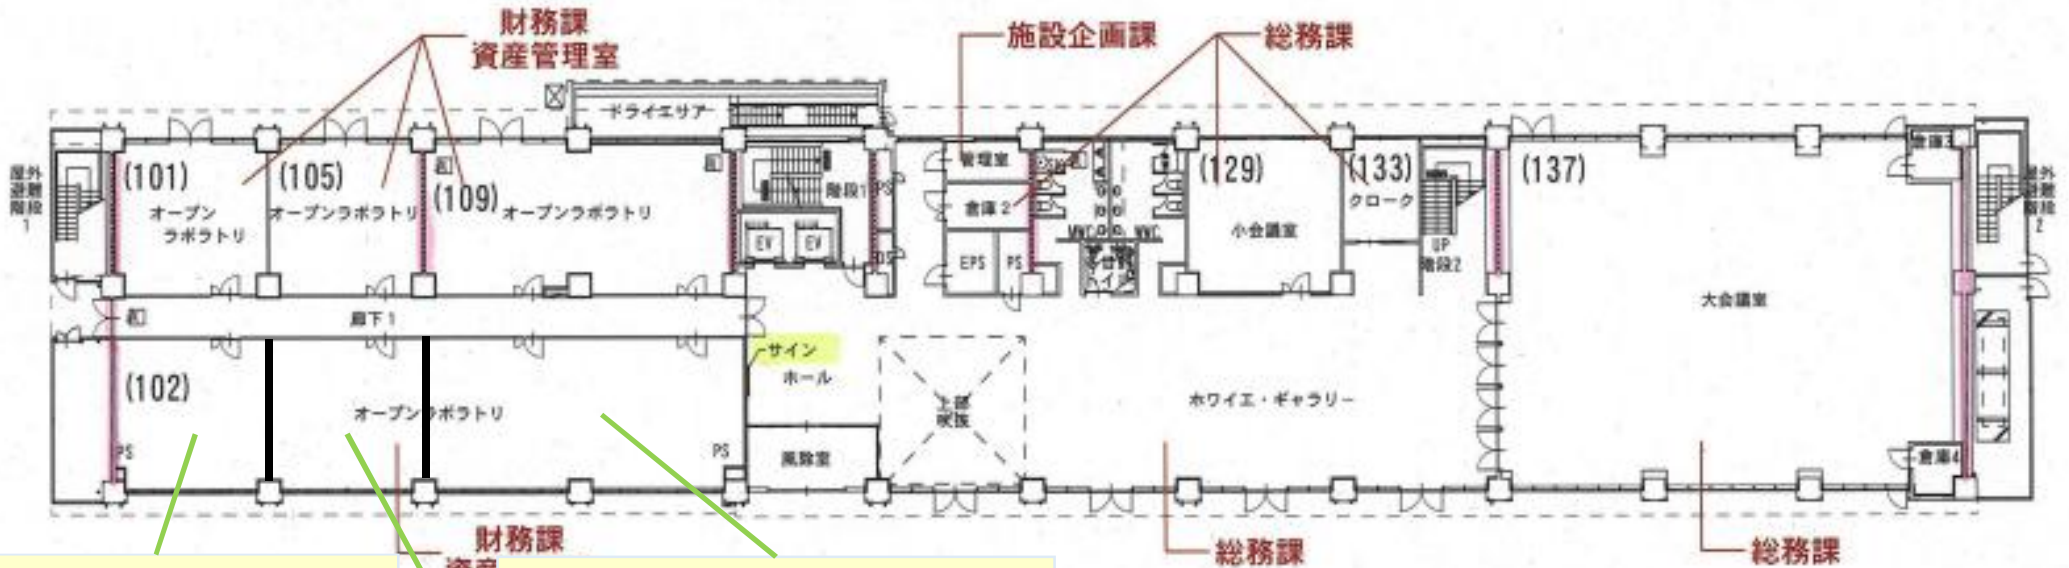 財務課
資産管理室
施設企画課
総務課
ドライエリア
屋外
避難
階段
1
(101)
オープン
ラボラトリ
(105)
オープンラボラトリ
(109)
オープンラボラトリ
階段1
PS
EV
EV
管理室
倉庫2
EPS
PS
MWC
WWC
(129)
小会議室
(133)
クローク
UP
階段2
(137)
大会議室
倉庫3
屋外
避難
階段
2
廊下1
サイン
ホール
(102)
オープンラボラトリ
PS
PS
風除室
上部
吹抜
ホワイエ・ギャラリー
倉庫4
財務課
総務課
総務課